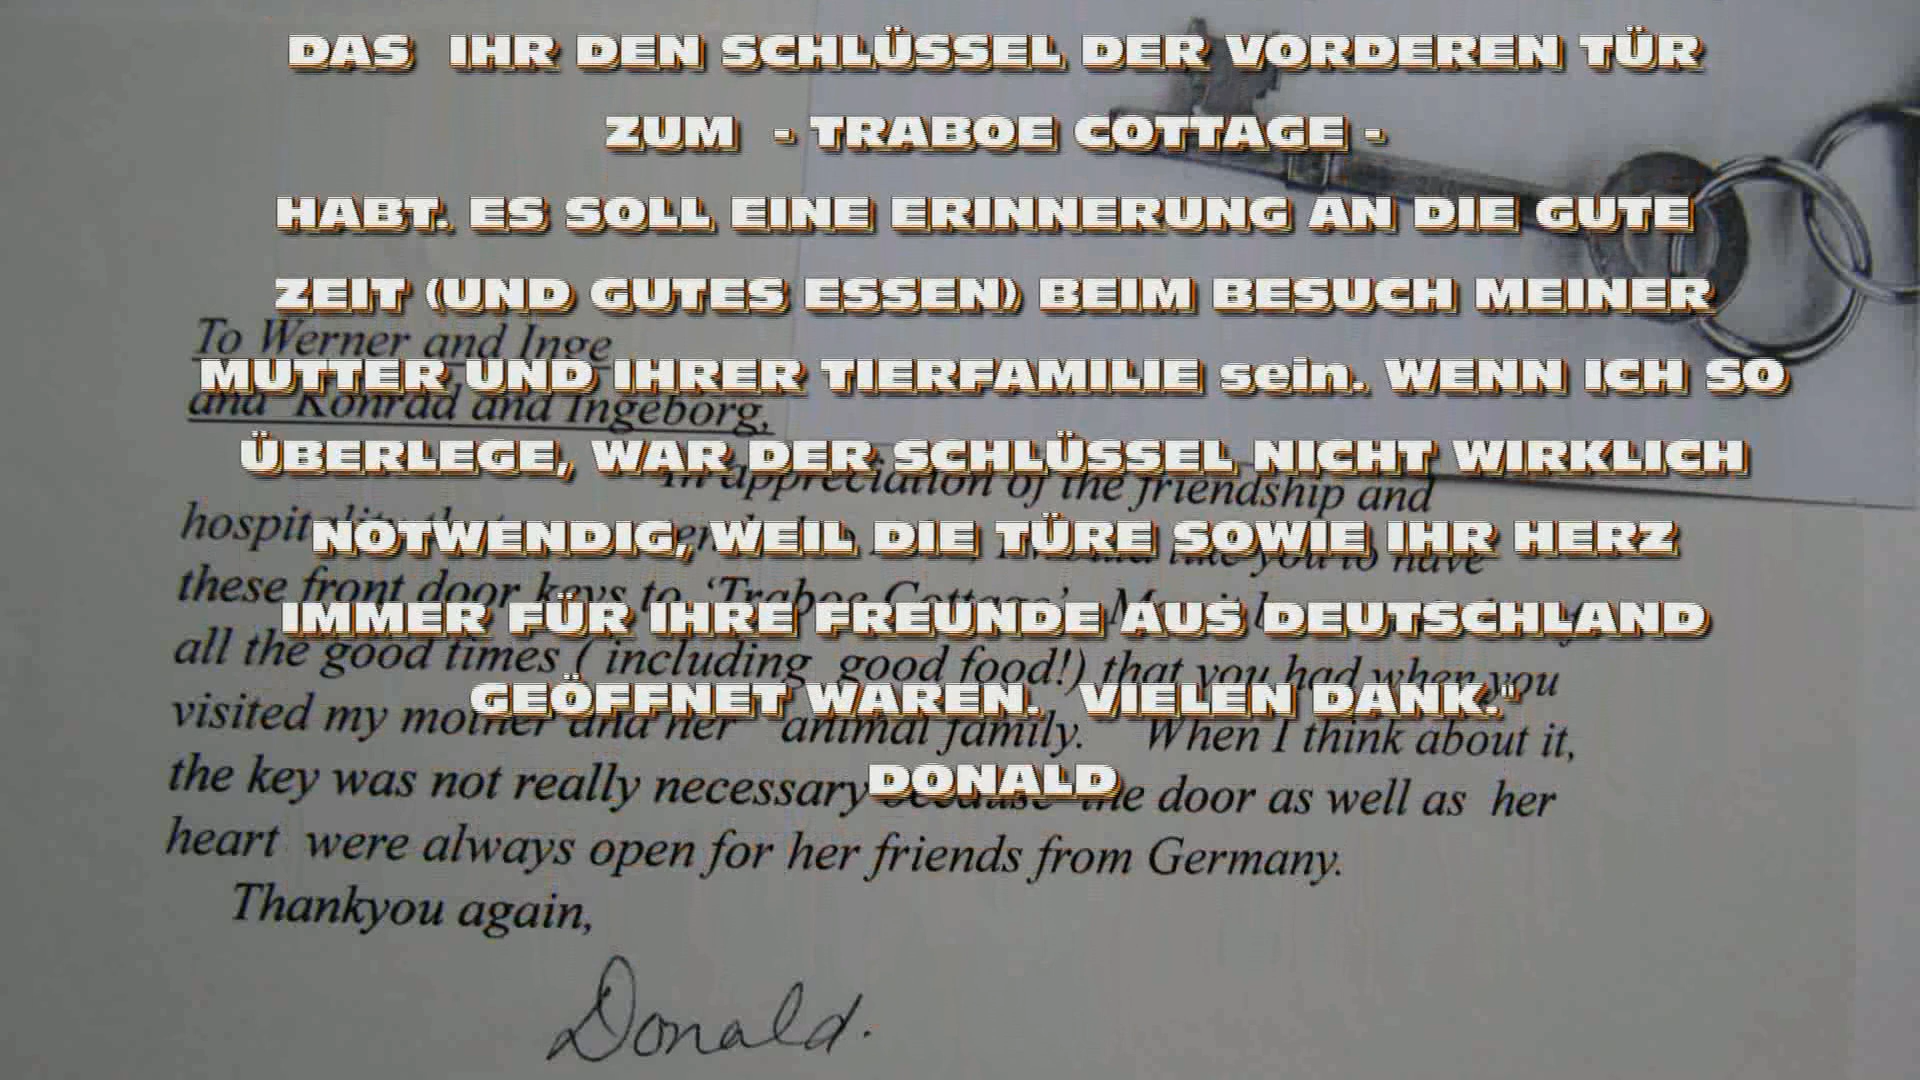 DAS IHR DEN SCHLÜSSEL DER VORDEREN TÜR
ZUM - TRABOE COTTAGE -
HABT. ES SOLL EINE ERINNERUNG AN DIE GUTE
ZEIT (UND GUTES ESSEN) BEIM BESUCH MEINER
MUTTER UND IHRER TIERFAMILIE sein. WENN ICH SO
ÜBERLEGE, WAR DER SCHLÜSSEL NICHT WIRKLICH
NOTWENDIG, WEIL DIE TÜRE SOWIE IHR HERZ
IMMER FÜR IHRE FREUNDE AUS DEUTSCHLAND
GEÖFFNET WAREN. VIELEN DANK."
DONALD
To Werner and Inge
and Konrad and Ingeborg,
In appreciation of the friendship and
you to have
these front door keys to 'Traboe Cottage'.
all the good times ( including good food!) that you had when you
visited my mother and her "animal family." When I think about it,
the key was not really necessary because the door as well as her
heart were always open for her friends from Germany.
Thankyou again,
Donald.